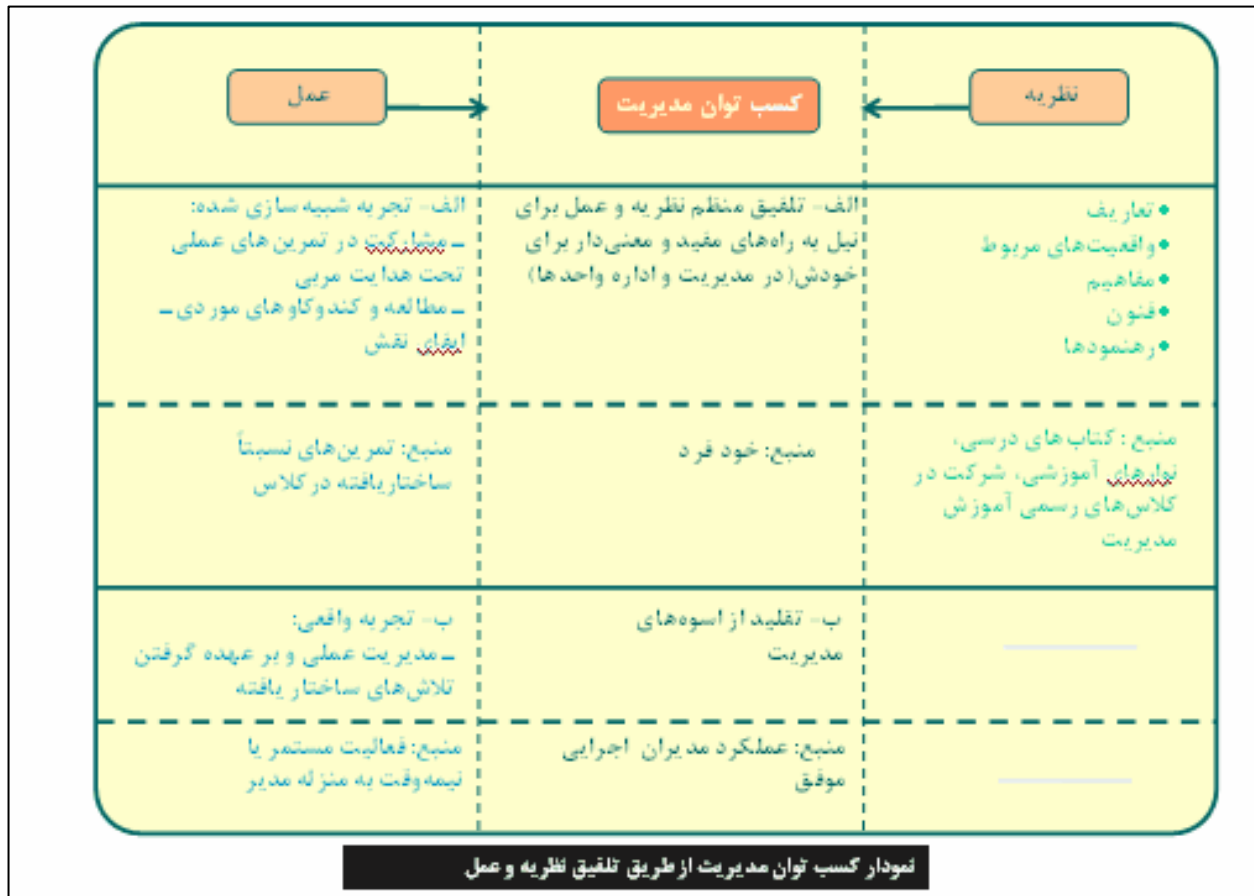 نظریه
کسب توان مدیریت
عمل
• تعاریف
• واقعیت‌های مربوط
• مفاهیم
• فنون
• رهنمودها
الف- تلفیق منظم نظریه و عمل برای
نیل به راه‌های مفید و معنی‌دار برای
خودش(در مدیریت و اداره واحدها)
الف- تجربه شبیه سازی شده:
ـ مشارکت در تمرین های عملی
تحت هدایت مربی
ـ مطالعه و کندوکاوهای موردی ـ
ایفای نقش
منبع : کتاب های درسی،
نوارهای آموزشی، شرکت در
کلاس‌های رسمی آموزش
مدیریت
منبع: خود فرد
منبع: تمرین‌های نسبتاً
ساختاریافته درکلاس
ب- تقلید از اسوه‌های
مدیریت
ب- تجربه واقعی:
ـ مدیریت عملی و بر عهده گرفتن
تلاش‌های ساختار یافته
منبع: عملکرد مدیران اجرایی
موفق
منبع: فعالیت مستمر یا
نیمه‌وقت به منزله مدیر
نمودار کسب توان مدیریت از طریق تلفیق نظریه و عمل